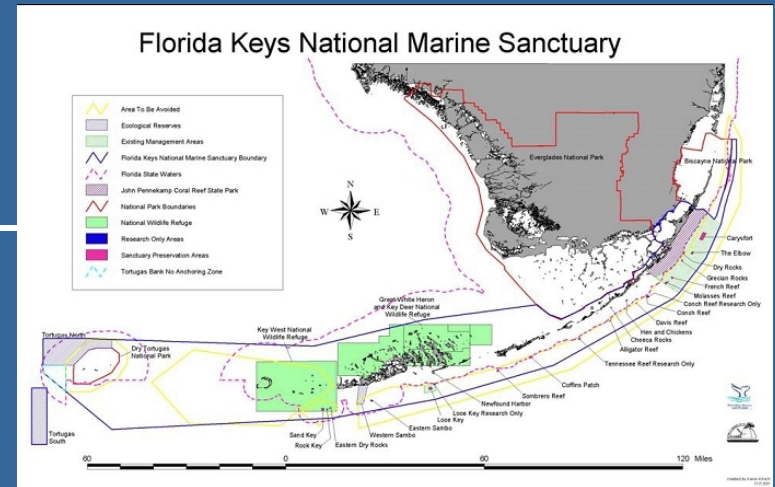 Florida Keys National Marine Sanctuary
Area To Be Avoided
Ecological Reserves
Existing Management Areas
Florida Keys National Marine Sanctuary Boundary
Florida State Waters
John Pennekamp Coral Reef State Park
National Park Boundaries
National Wildlife Refuge
Research Only Areas
Sanctuary Preservation Areas
Tortugas Bank No Anchoring Zone
N
W E
S
Everglades National Park
Biscayne National Park
Carysfort
The Elbow
Dry Rocks
Grecian Rocks
French Reef
Molasses Reef
Conch Reef Research Only
Conch Reef
Davis Reef
Hen and Chickens
Checca Rocks
Alligator Reef
Tennessee Reef Research Only
Coffins Patch
Sombrero Reef
Newfound Harbor
Looe Key Research Only
Looe Key
Eastern Sambo
Western Sambo
Eastern Dry Rocks
Rock Key
Sand Key
Great White Heron
and Key Deer National
Wildlife Refuge
Key West National
Wildlife Refuge
Tortugas North
Dry Tortugas
National Park
Tortugas
South
60 0 60 120 Miles